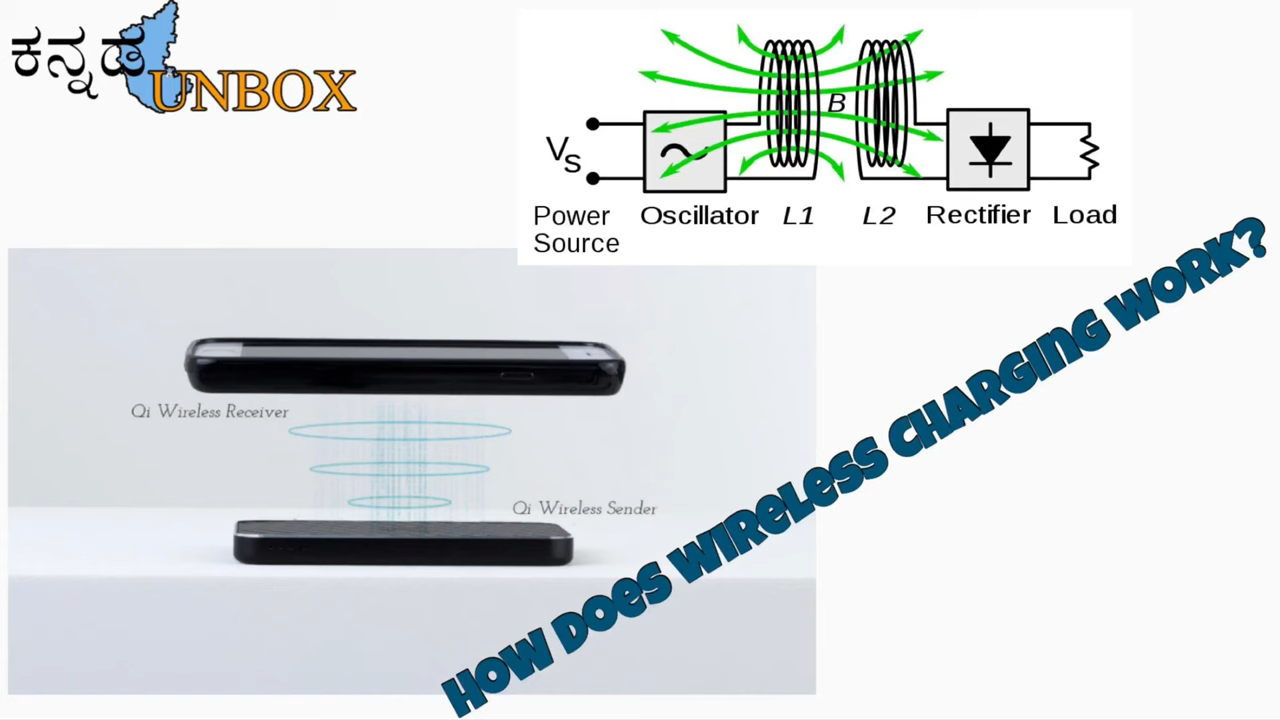 ಕನ್ನಡ
UNBOX
B
VS
Power Source
Oscillator
L1
L2
Rectifier
Load
Qi Wireless Receiver
Qi Wireless Sender
HOW DOES WIRELESS CHARGING WORK?